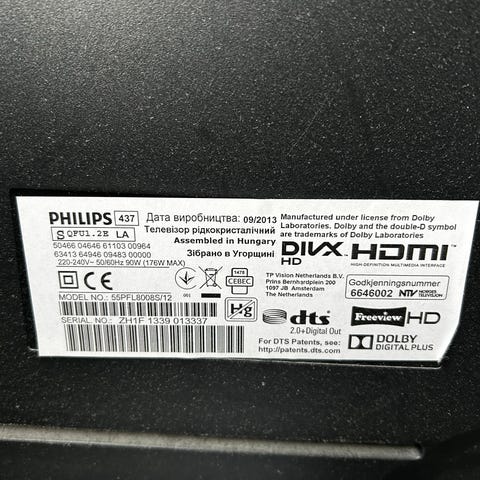 PHILIPS 437
S QFU1.2E LA
50466 04646 61103 00964
63413 64946 09483 00000
220-240V~ 50/60Hz 90W (176W MAX)
Дата виробництва: 09/2013
Телевізор рідкокристалічний
Assembled in Hungary
Зібрано в Угорщині
Manufactured under license from Dolby
Laboratories. Dolby and the double-D symbol
are trademarks of Dolby Laboratories
DIVX
HD
HDMI
HIGH-DEFINITION MULTIMEDIA INTERFACE
CE
001
1478
CEBEC
TP Vision Netherlands B.V.
Prins Bernhardplein 200
1097 JB Amsterdam
The Netherlands
Godkjenningsnummer
6646002 NTV
TELEVISION
MODEL NO.: 55PFL8008S/12
SERIAL NO.: ZH1F 1339 013337
Hg
dts
2.0+Digital Out
For DTS Patents, see:
http://patents.dts.com.
Freeview HD
DOLBY
DIGITAL PLUS